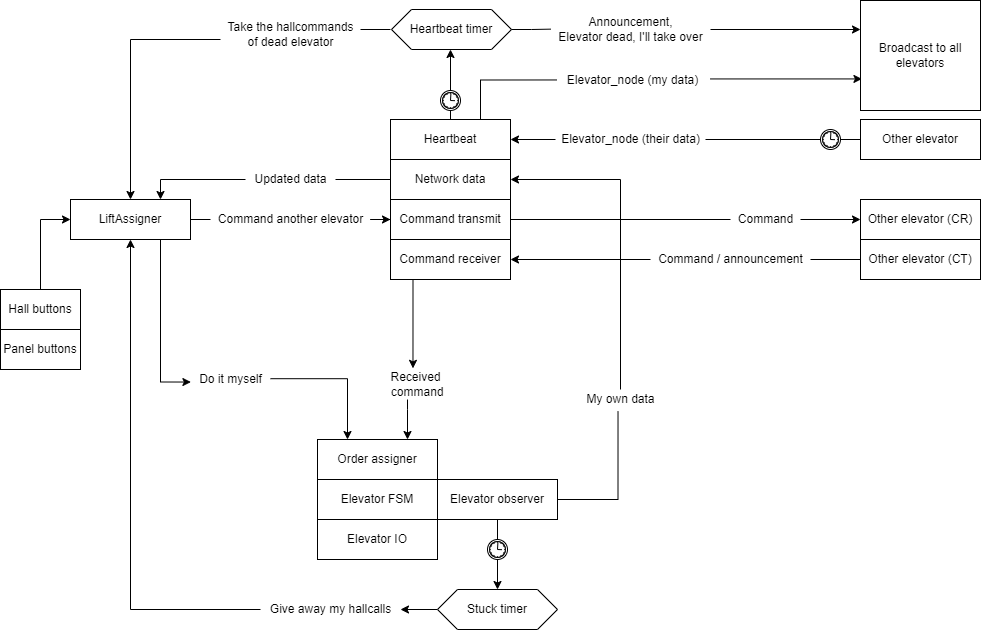 Take the hallcommands
of dead elevator
Heartbeat timer
Announcement,
Elevator dead, I'll take over
Broadcast to all
elevators
Elevator_node (my data)
Heartbeat
Elevator_node (their data)
Other elevator
Updated data
Network data
LiftAssigner
Command another elevator
Command transmit
Command
Other elevator (CR)
Command receiver
Command / announcement
Other elevator (CT)
Hall buttons
Panel buttons
Do it myself
Received
command
My own data
Order assigner
Elevator FSM
Elevator observer
Elevator IO
Give away my hallcalls
Stuck timer